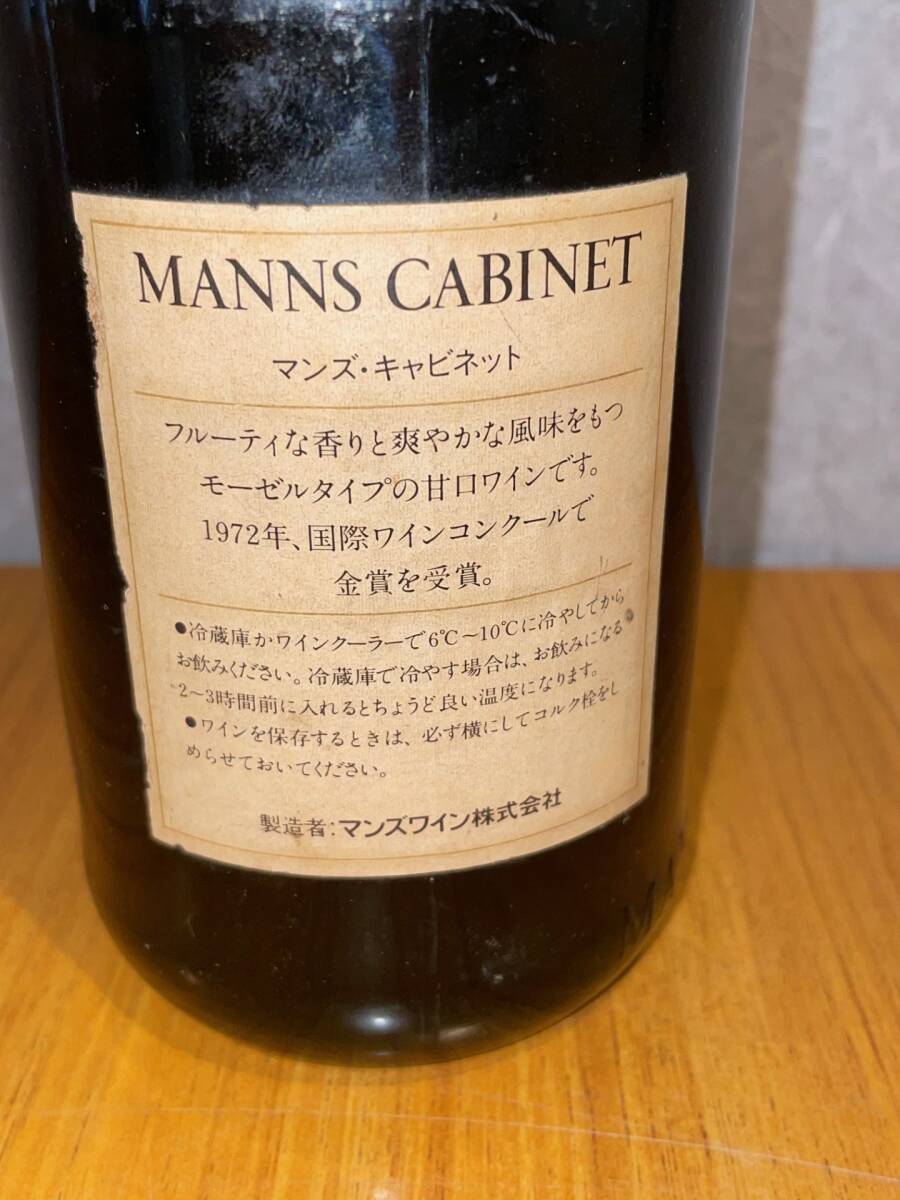 MANNS CABINET
マンズ・キャビネット
フルーティな香りと爽やかな風味をもつ
モーゼルタイプの甘口ワインです。
1972年、国際ワインコンクールで
金賞を受賞。
●冷蔵庫かワインクーラーで6℃〜10℃に冷やしてから
お飲みください。冷蔵庫で冷やす場合は、お飲みになる
2〜3時間前に入れるとちょうど良い温度になります。
●ワインを保存するときは、必ず横にしてコルク栓をし
めらせておいてください。
製造者:マンズワイン株式会社